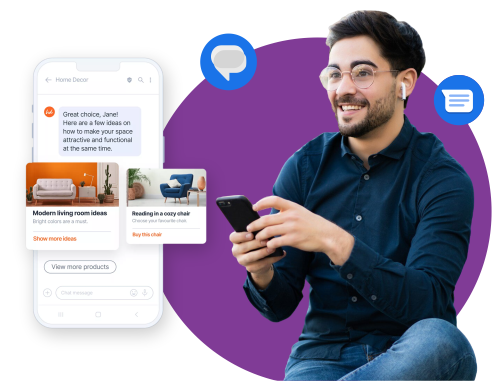 Home Decor
Great choice, Jane!
Here are a few ideas on
how to make your space
attractive and functional
at the same time.
Modern living room ideas
Bright colors are a must.
Show more ideas
Reading in a cozy chair
Choose your favourite chair.
Buy this chair
View more products
Chat message